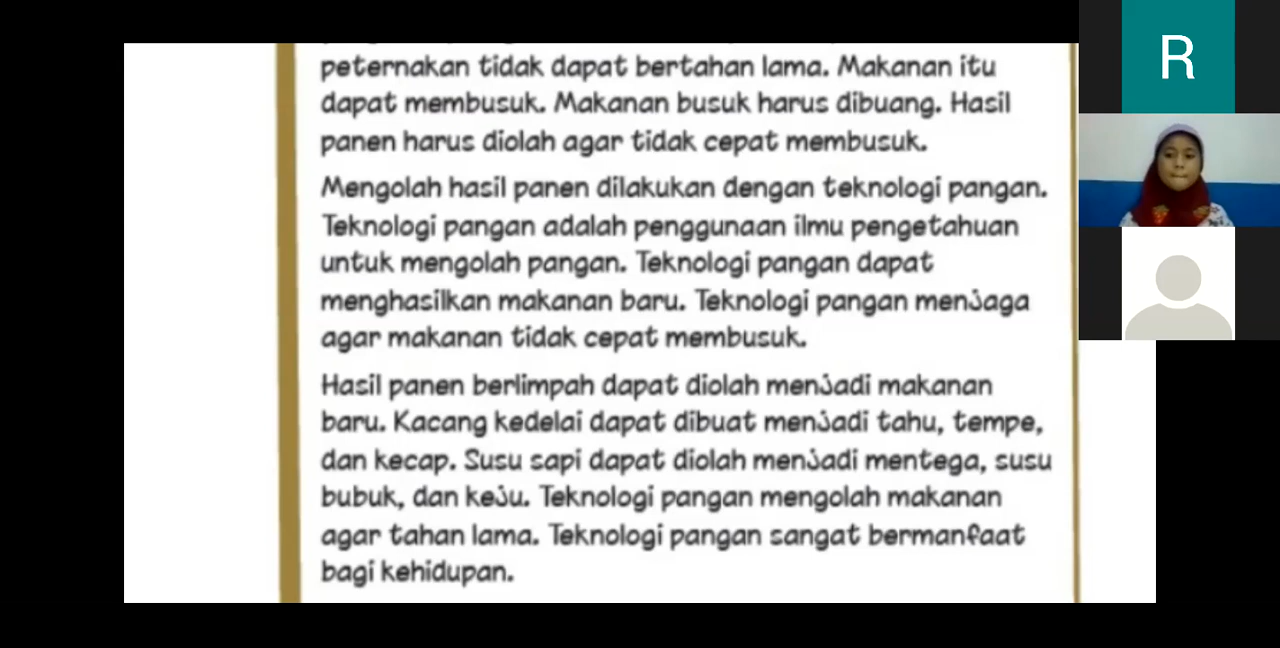 peternakan tidak dapat bertahan lama. Makanan itu
dapat membusuk. Makanan busuk harus dibuang. Hasil
panen harus diolah agar tidak cepat membusuk.
Mengolah hasil panen dilakukan dengan teknologi pangan.
Teknologi pangan adalah penggunaan ilmu pengetahuan
untuk mengolah pangan. Teknologi pangan dapat
menghasilkan makanan baru. Teknologi pangan menjaga
agar makanan tidak cepat membusuk.
Hasil panen berlimpah dapat diolah menjadi makanan
baru. Kacang kedelai dapat dibuat menjadi tahu, tempe,
dan kecap. Susu sapi dapat diolah menjadi mentega, susu
bubuk, dan keju. Teknologi pangan mengolah makanan
agar tahan lama. Teknologi pangan sangat bermanfaat
bagi kehidupan.
R